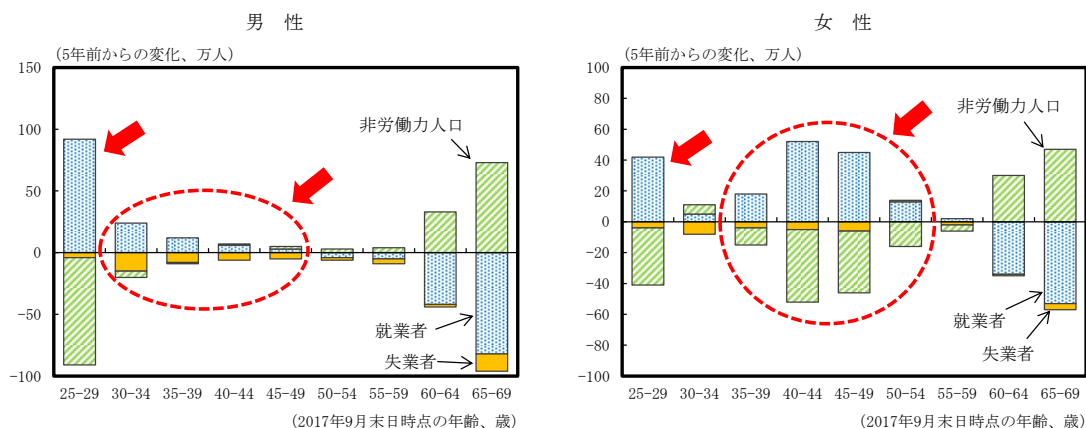 男　性
(5年前からの変化、万人)
150
100
50
0
-50
-100
非労働力人口
就業者
失業者
25-29 30-34 35-39 40-44 45-49 50-54 55-59 60-64 65-69
(2017年9月末日時点の年齢、歳)
女　性
(5年前からの変化、万人)
100
80
60
40
20
0
-20
-40
-60
-80
-100
非労働力人口
就業者
失業者
25-29 30-34 35-39 40-44 45-49 50-54 55-59 60-64 65-69
(2017年9月末日時点の年齢、歳)